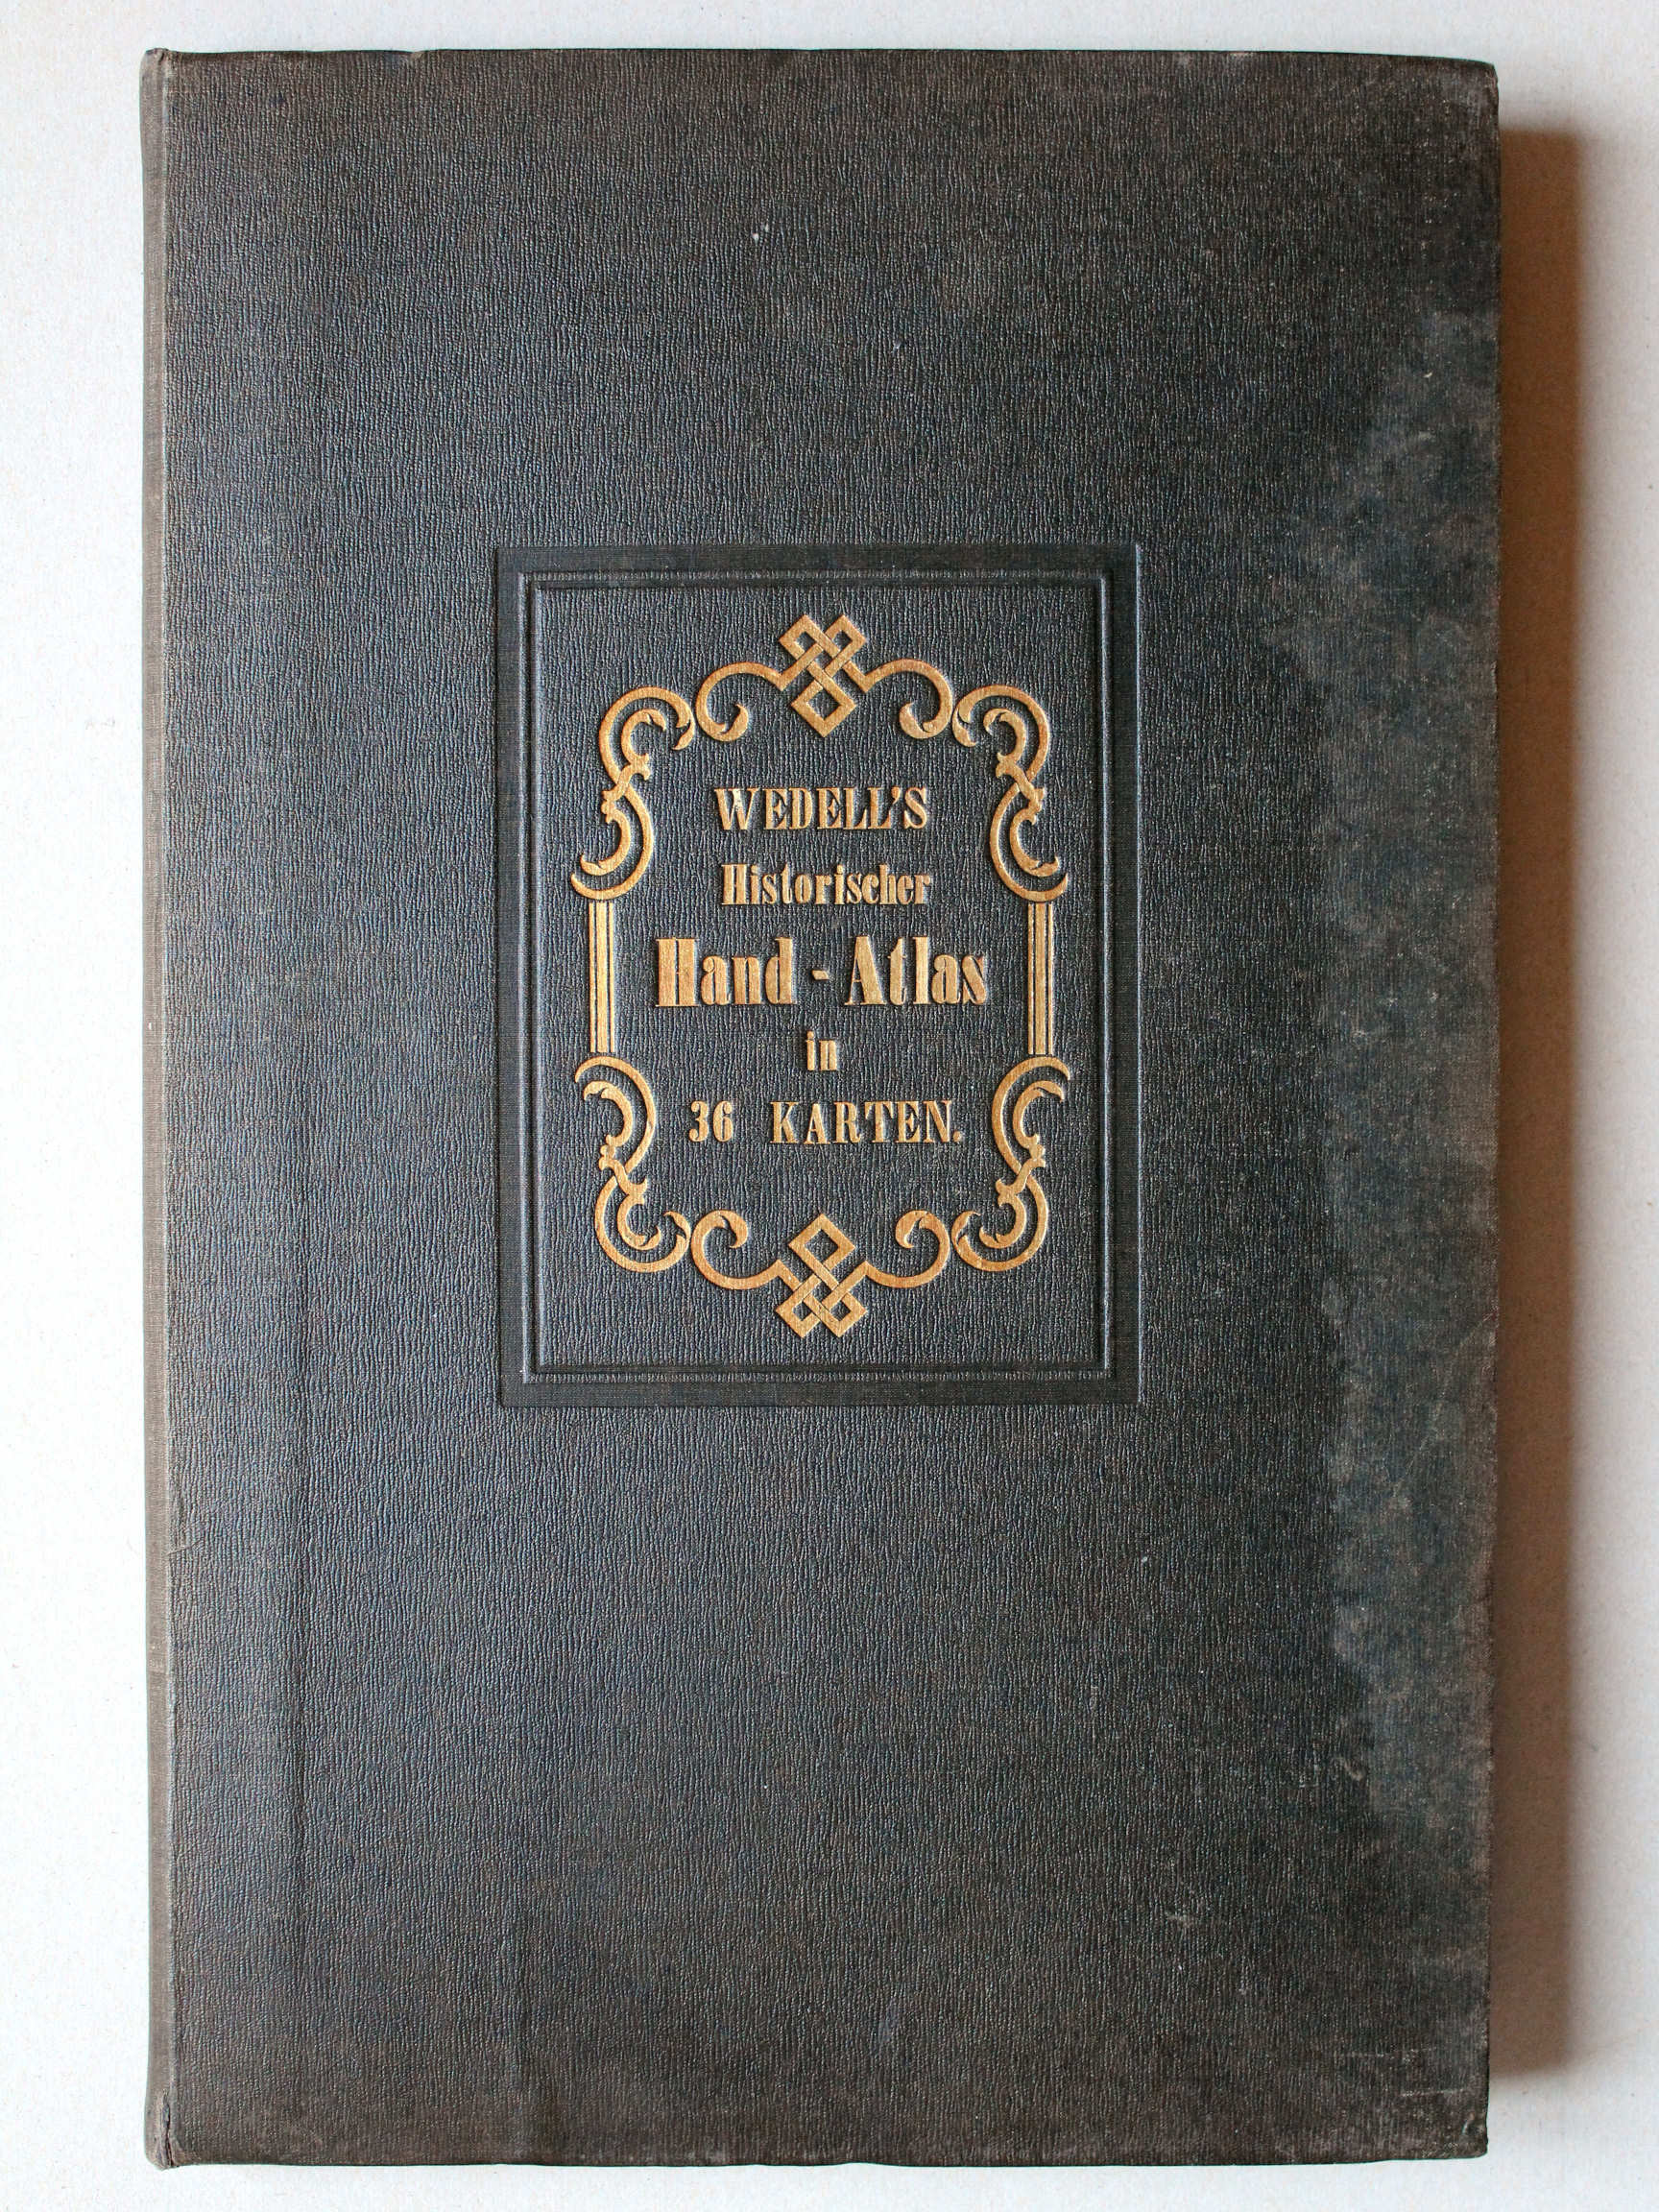 WEDELL'S
Historischer
Hand - Atlas
in
36 KARTEN.